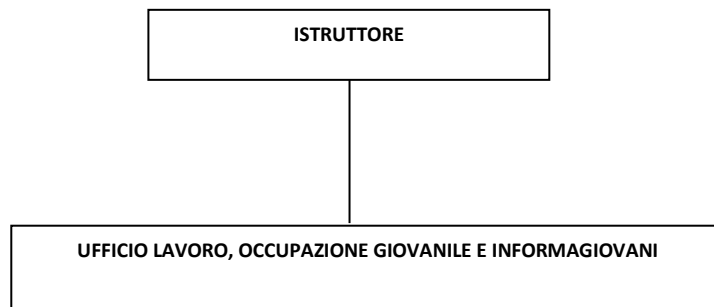 ISTRUTTORE
UFFICIO LAVORO, OCCUPAZIONE GIOVANILE E INFORMAGIOVANI